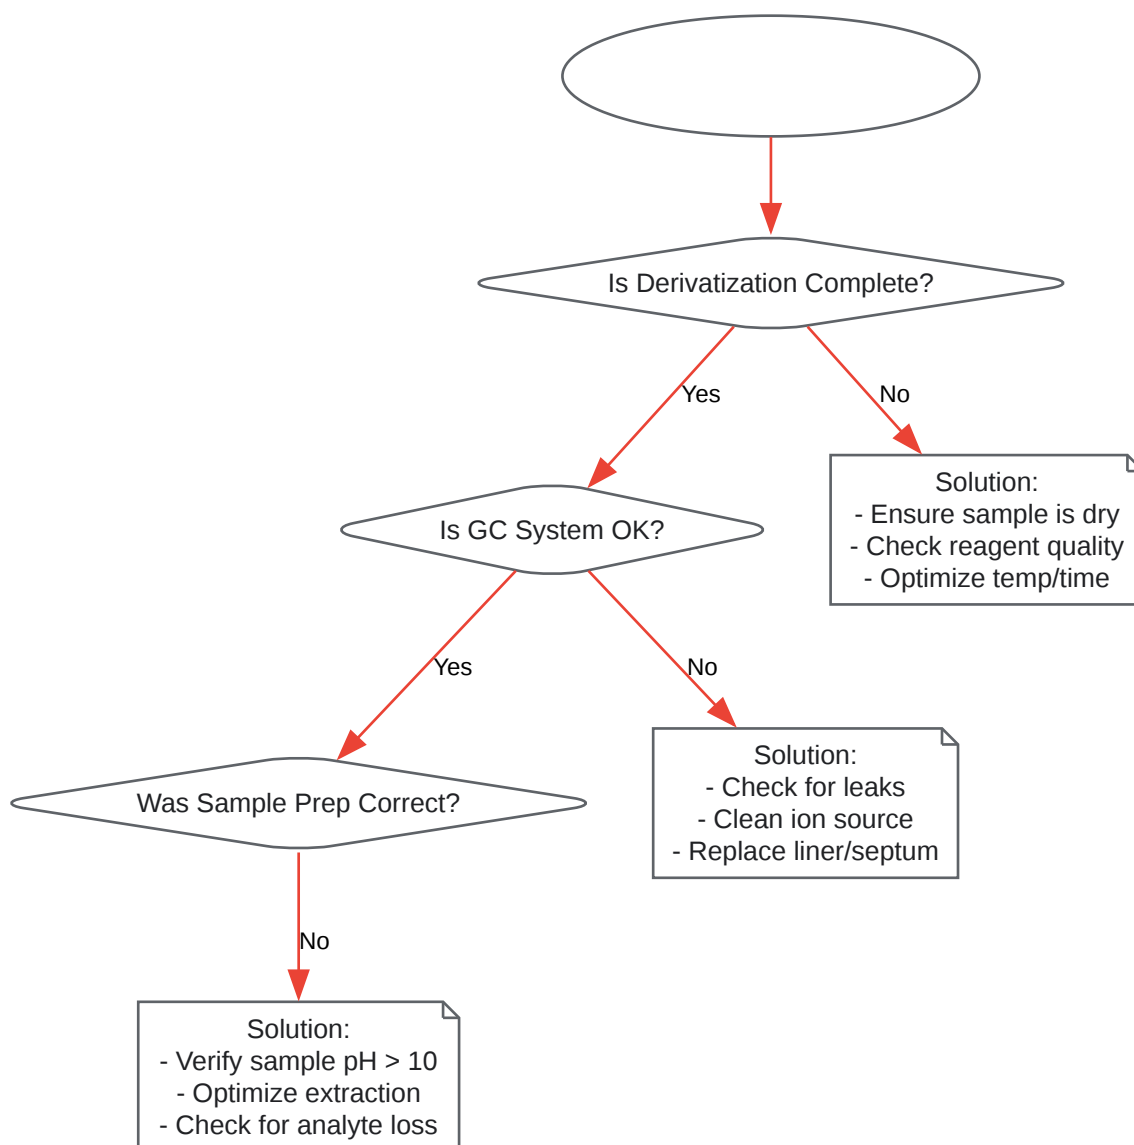 Is Derivatization Complete?
Yes
No
Solution:
- Ensure sample is dry
- Check reagent quality
- Optimize temp/time
Is GC System OK?
Yes
No
Solution:
- Check for leaks
- Clean ion source
- Replace liner/septum
Was Sample Prep Correct?
No
Solution:
- Verify sample pH > 10
- Optimize extraction
- Check for analyte loss